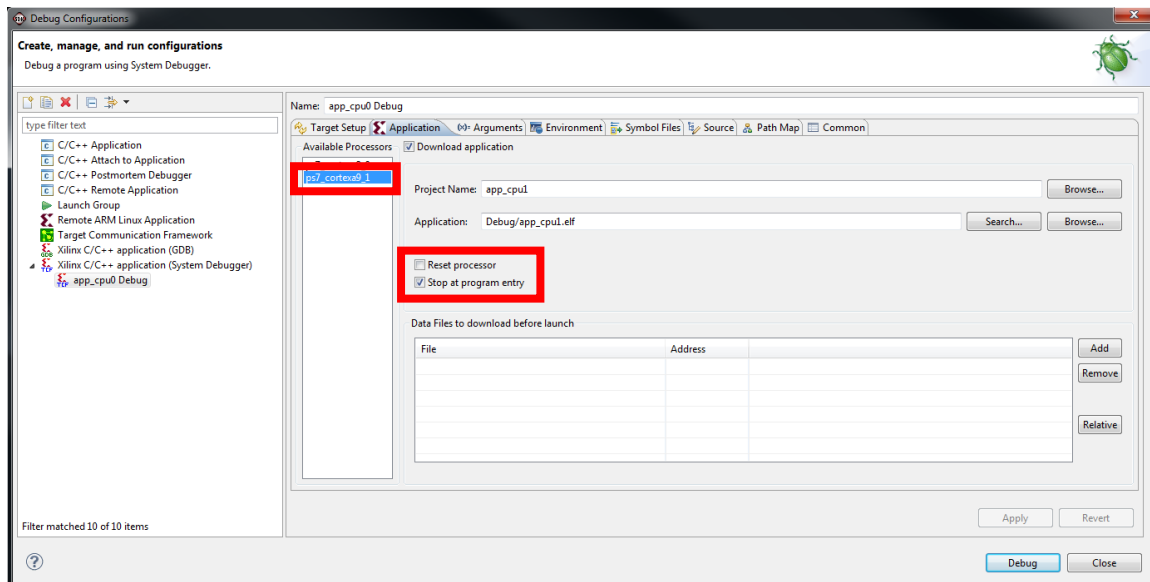 Debug Configurations
Create, manage, and run configurations
Debug a program using System Debugger.
type filter text
C/C++ Application
C/C++ Attach to Application
C/C++ Postmortem Debugger
C/C++ Remote Application
Launch Group
Remote ARM Linux Application
Target Communication Framework
Xilinx C/C++ application (GDB)
Xilinx C/C++ application (System Debugger)
app_cpu0 Debug
Filter matched 10 of 10 items
Name: app_cpu0 Debug
Target Setup Application Arguments Environment Symbol Files Source Path Map Common
Available Processors Download application
ps7_cortexa9_1
Project Name: app_cpu1 Browse...
Application: Debug/app_cpu1.elf Search... Browse...
Reset processor
Stop at program entry
Data Files to download before launch
File Address
Add
Remove
Relative
Apply Revert
Debug Close